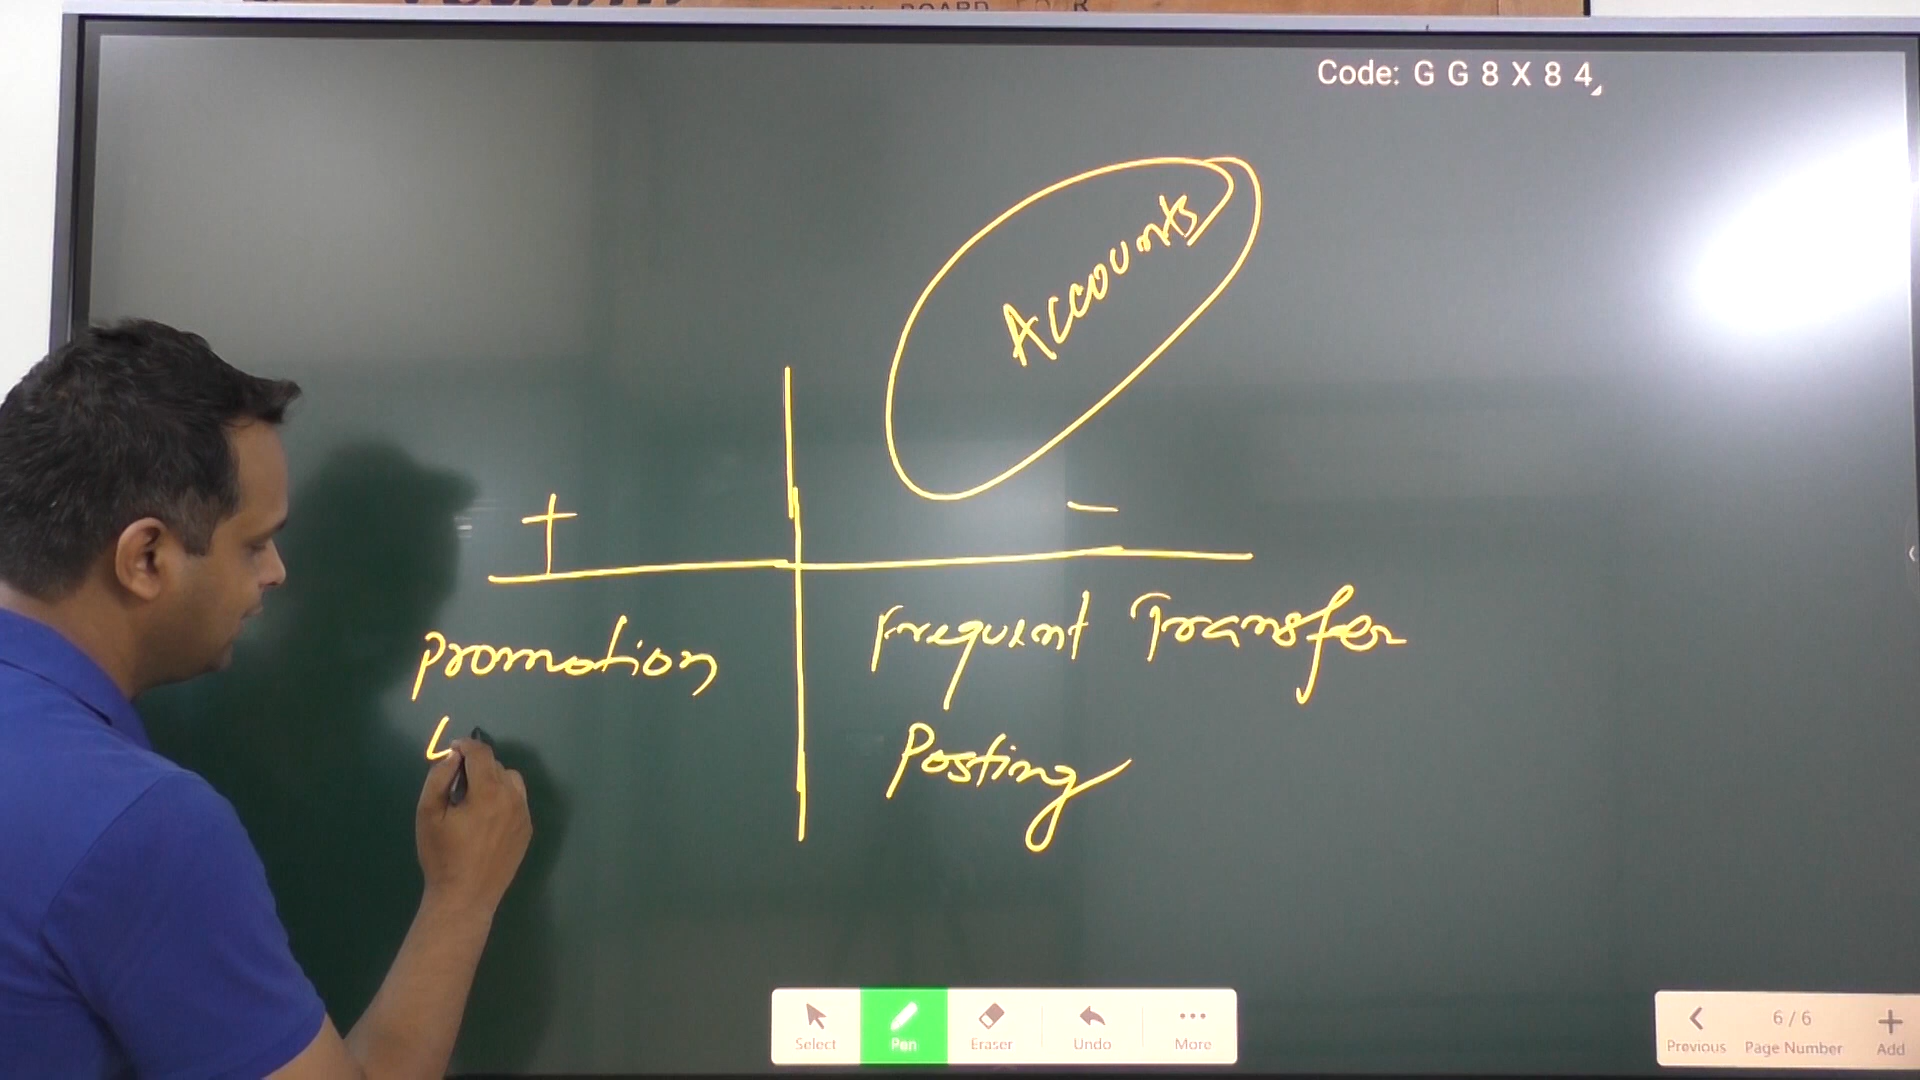 Code: G G 8 X 8 4
Accounts
+ -
Promotion
Frequent Transfer
Posting
Select Pen Eraser Undo More
Previous 6 / 6 Page Number Add